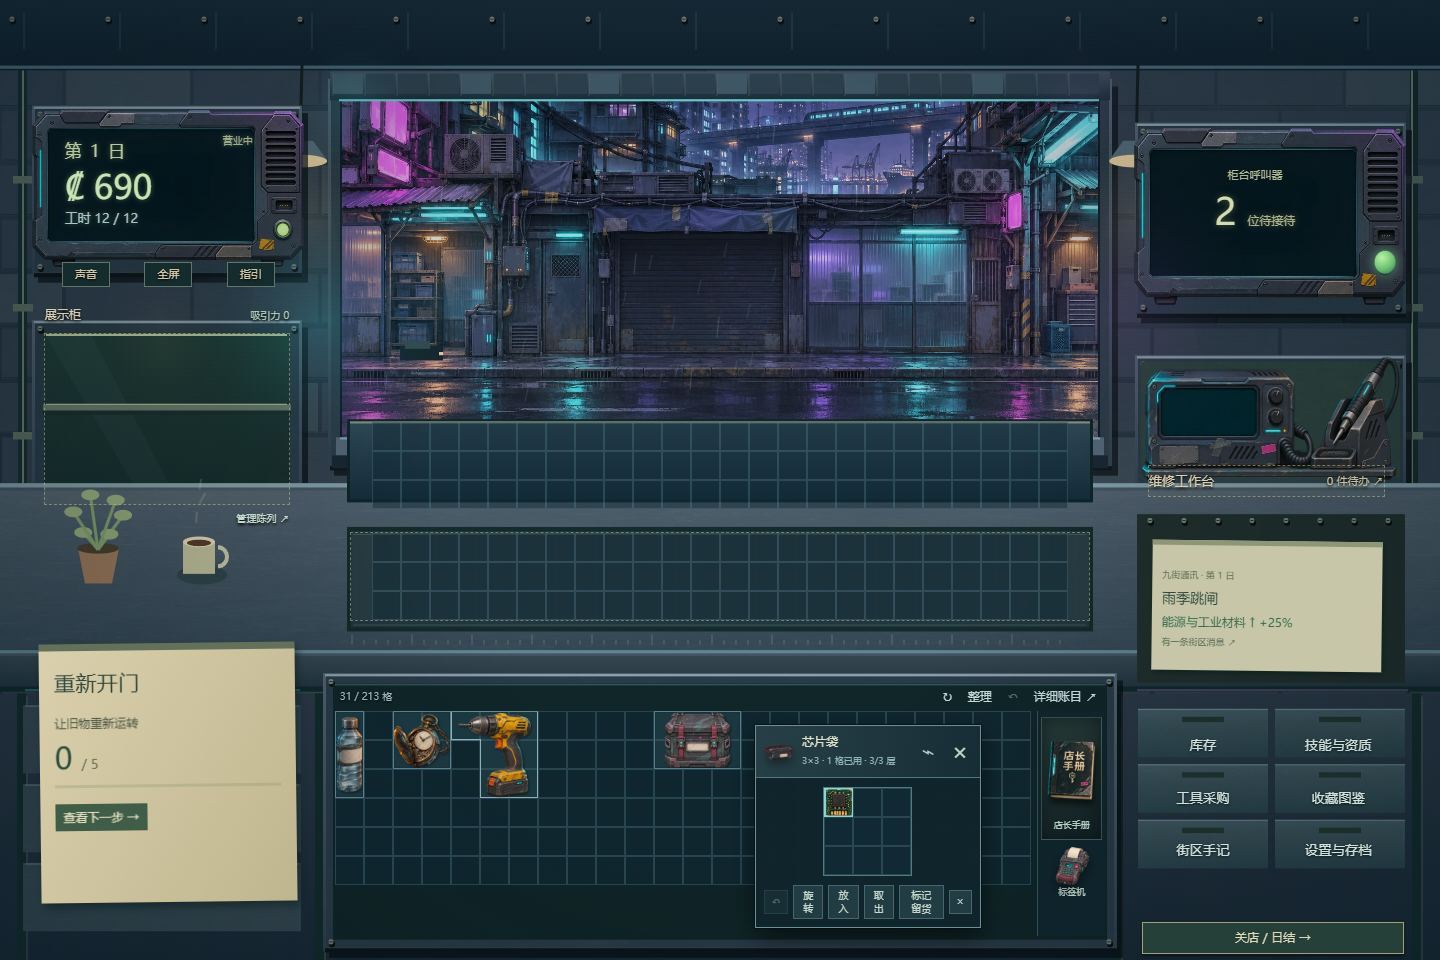 第 1 日
营业中
₡ 690
工时 12 / 12
声音
全屏
指引
展示柜
吸引力 0
管理陈列 ↗
柜台呼叫器
2 位待接待
维修工作台
0 件待办 ↗
九街通讯 · 第 1 日
雨季跳闸
能源与工业材料 ↑ +25%
有一条街区消息 ↗
重新开门
让旧物重新运转
0 / 5
查看下一步 →
31 / 213 格
↻ 整理 ↶ 详细账目 ↗
芯片袋
3×3 · 1 格已用 · 3/3 层
旋转
放入
取出
标记留货
×
店长
手册
店长手册
标签机
库存
技能与资质
工具采购
收藏图鉴
街区手记
设置与存档
关店 / 日结 →